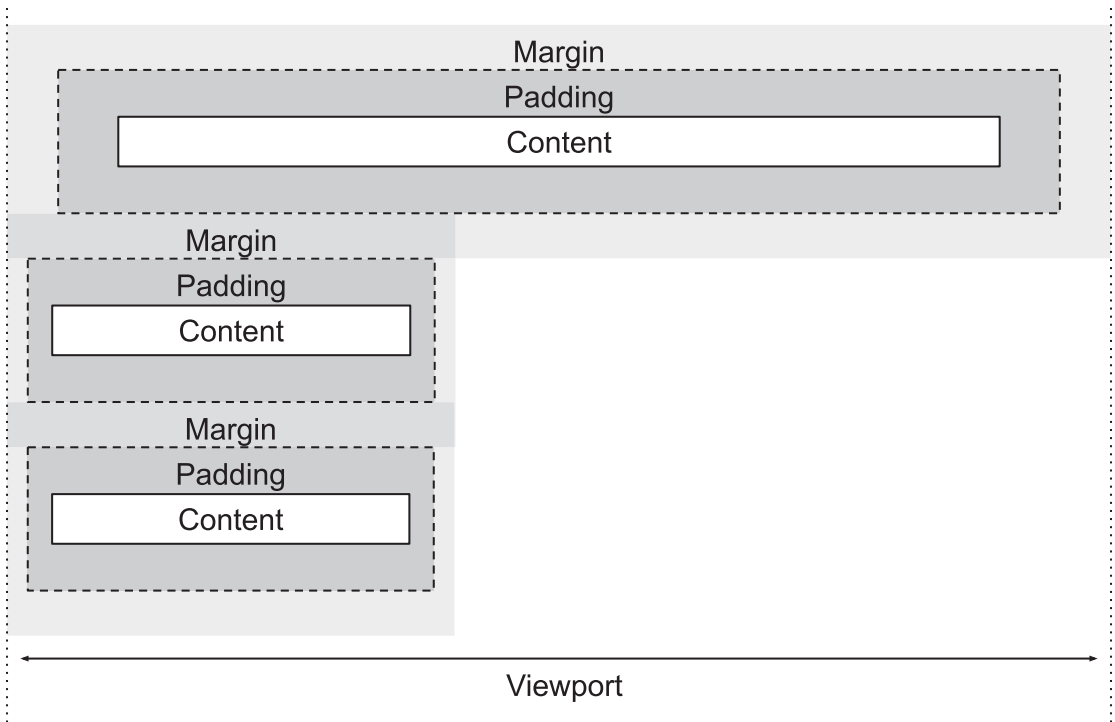 Margin
Padding
Content
Margin
Padding
Content
Margin
Padding
Content
Viewport